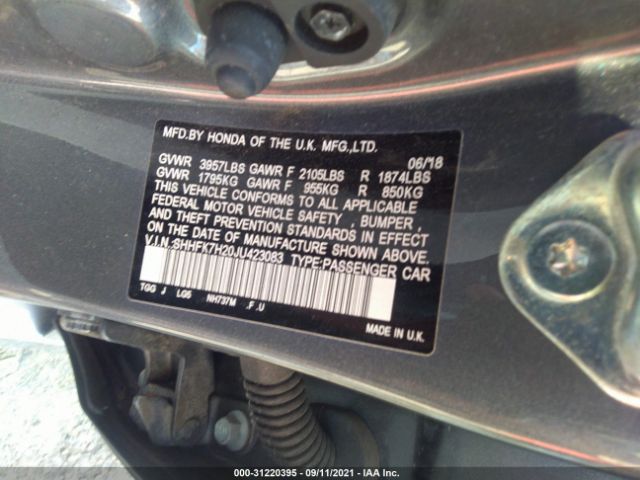 MFD.BY HONDA OF THE U.K. MFG.,LTD.
06/18
GVWR 3957LBS GAWR F 2105LBS R 1874LBS
GVWR 1795KG GAWR F 955KG R 850KG
THIS VEHICLE CONFORMS TO ALL APPLICABLE
FEDERAL MOTOR VEHICLE SAFETY , BUMPER ,
AND THEFT PREVENTION STANDARDS IN EFFECT
ON THE DATE OF MANUFACTURE SHOWN ABOVE.
V.I.N.:SHHFK7H20JU423083 TYPE:PASSENGER CAR
TGG J LG5 NH737M .F .U
MADE IN U.K.
000-31220395 - 09/11/2021 - IAA Inc.